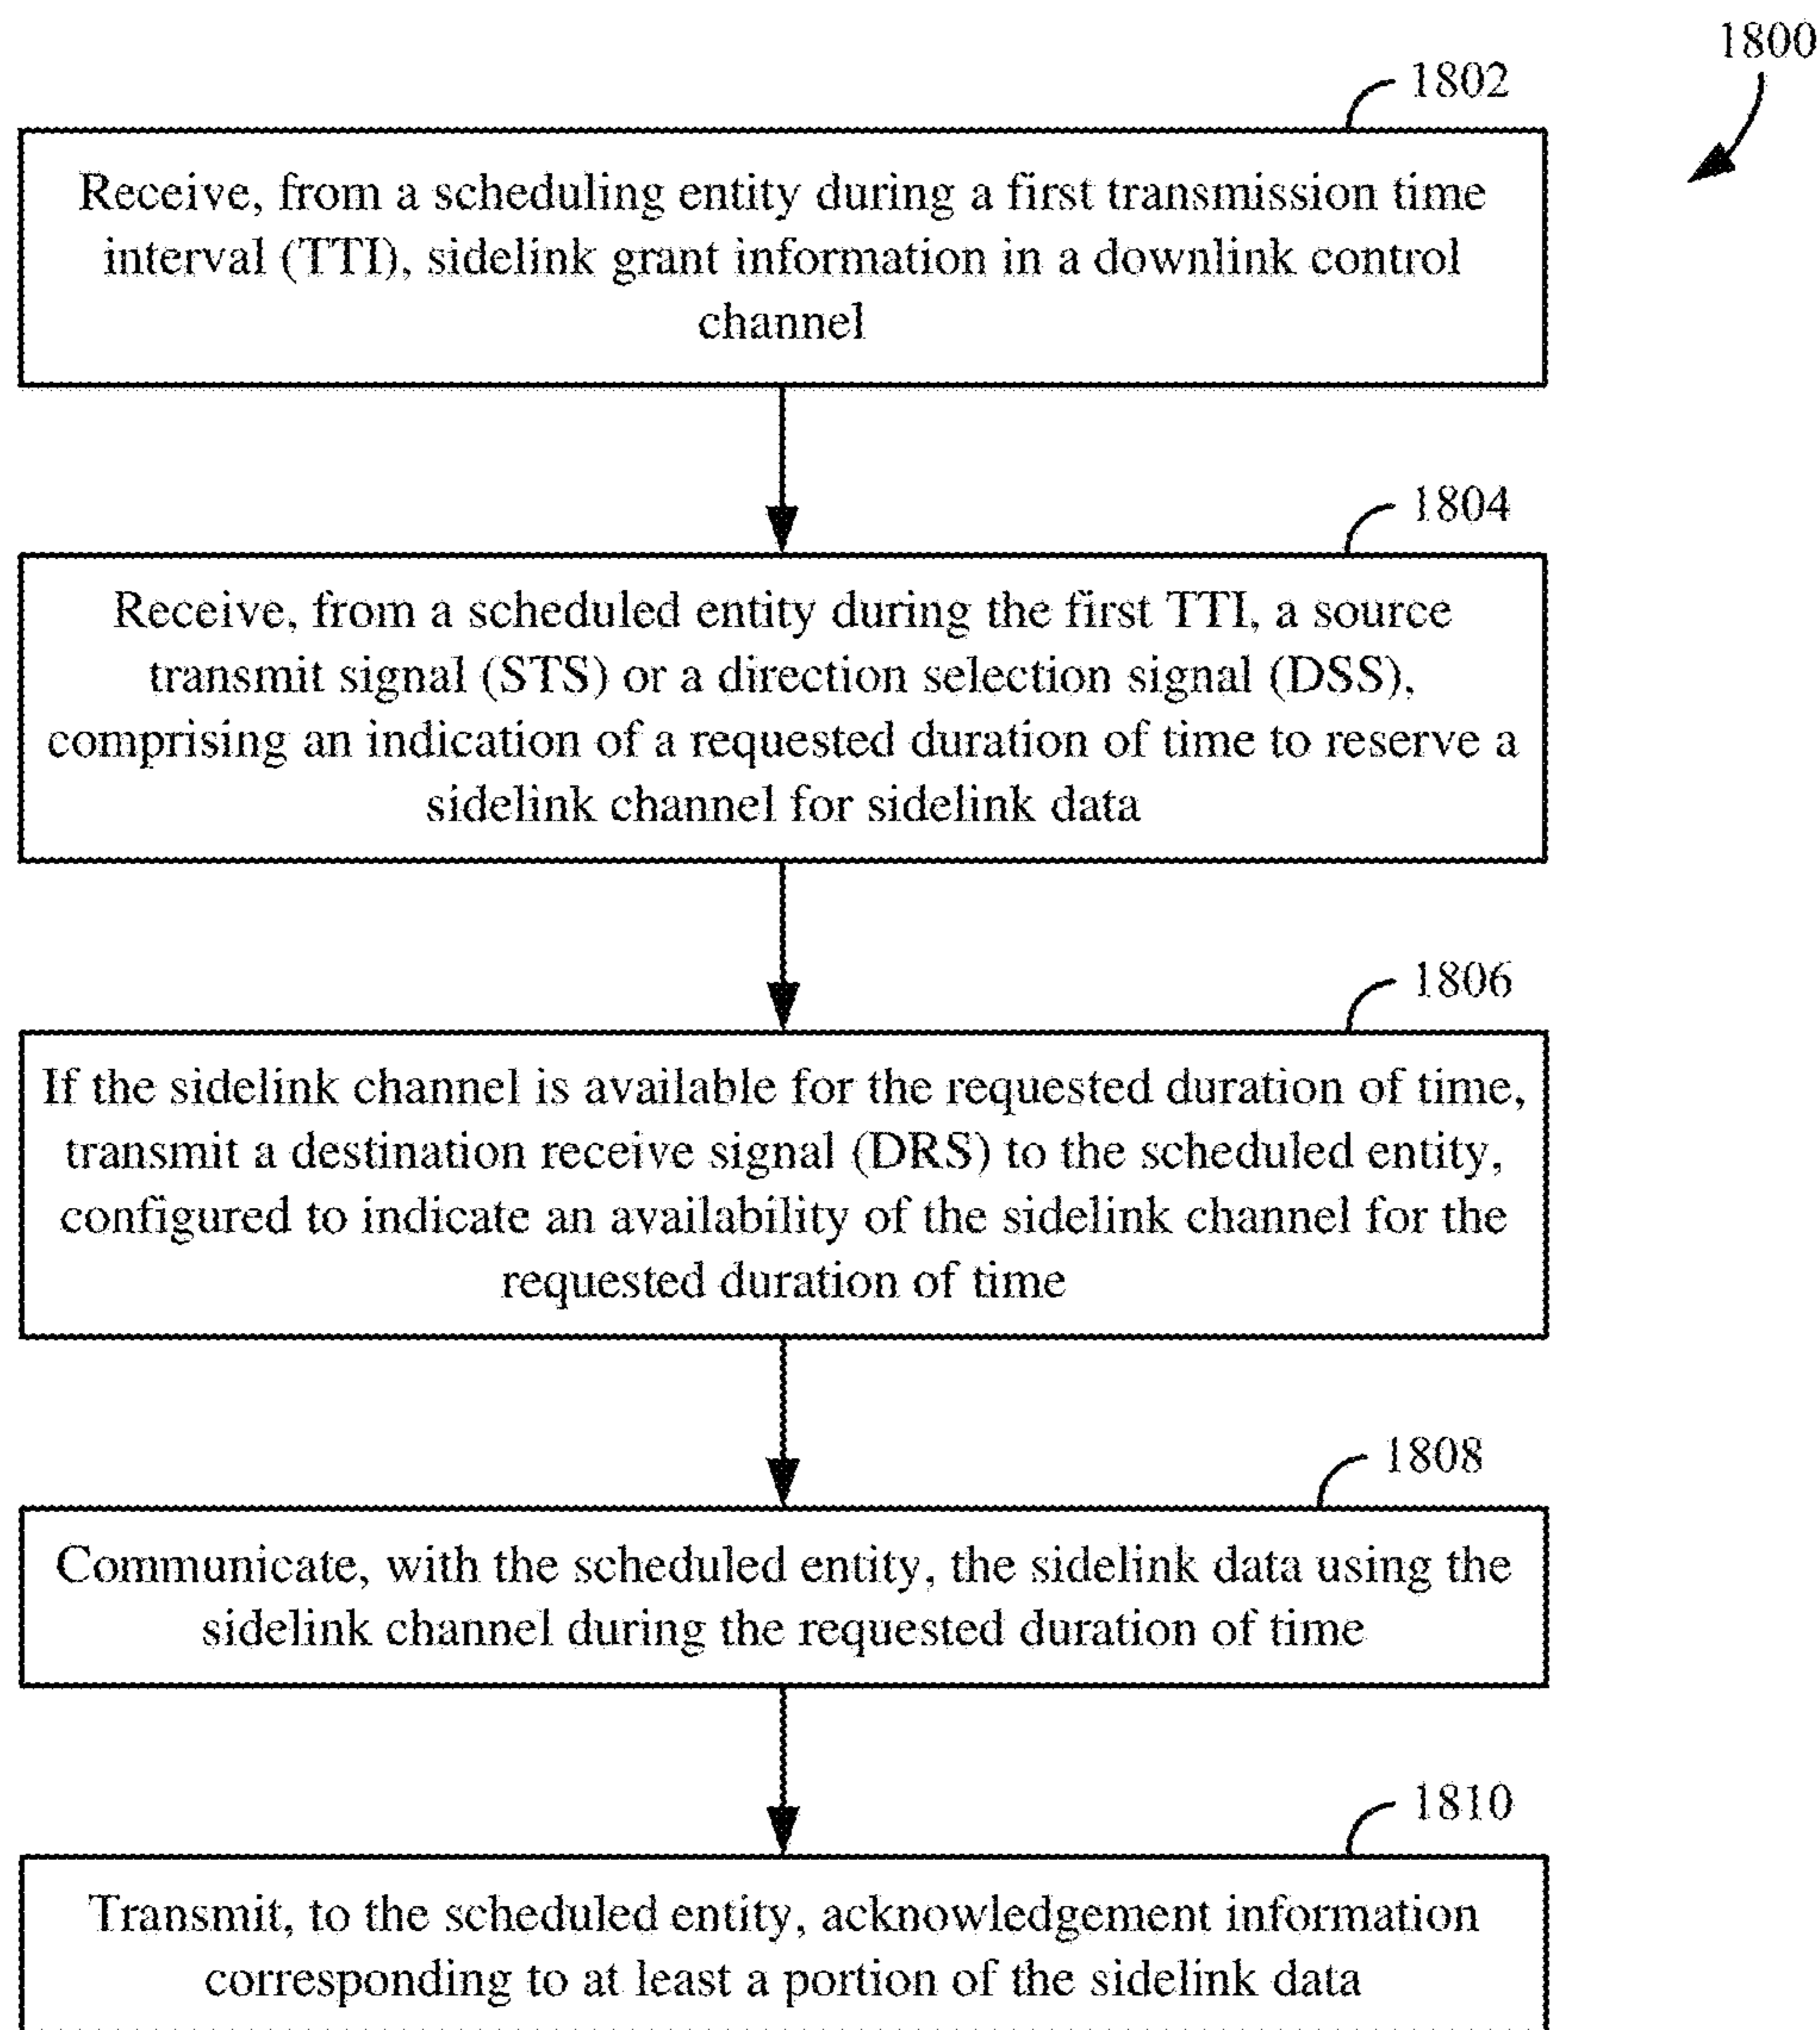 1800
1802
Receive, from a scheduling entity during a first transmission time
interval (TTI), sidelink grant information in a downlink control
channel
1804
Receive, from a scheduled entity during the first TTI, a source
transmit signal (STS) or a direction selection signal (DSS),
comprising an indication of a requested duration of time to reserve a
sidelink channel for sidelink data
1806
If the sidelink channel is available for the requested duration of time,
transmit a destination receive signal (DRS) to the scheduled entity,
configured to indicate an availability of the sidelink channel for the
requested duration of time
1808
Communicate, with the scheduled entity, the sidelink data using the
sidelink channel during the requested duration of time
1810
Transmit, to the scheduled entity, acknowledgement information
corresponding to at least a portion of the sidelink data